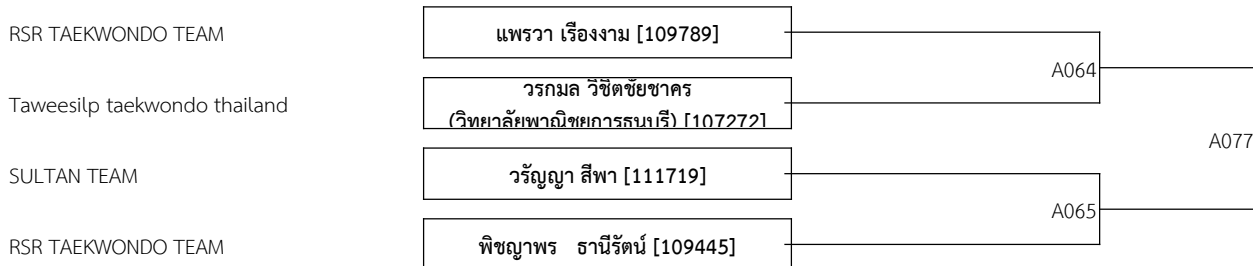 RSR TAEKWONDO TEAM
แพรวา เรืองงาม [109789]
A064
Taweesilp taekwondo thailand
วรกมล วิชิตชัยชาคร
(วิทยาลัยพาณิชยการธนบุรี) [107272]
A077
SULTAN TEAM
วรัญญา สีพา [111719]
A065
RSR TAEKWONDO TEAM
พิชญาพร ธานีรัตน์ [109445]